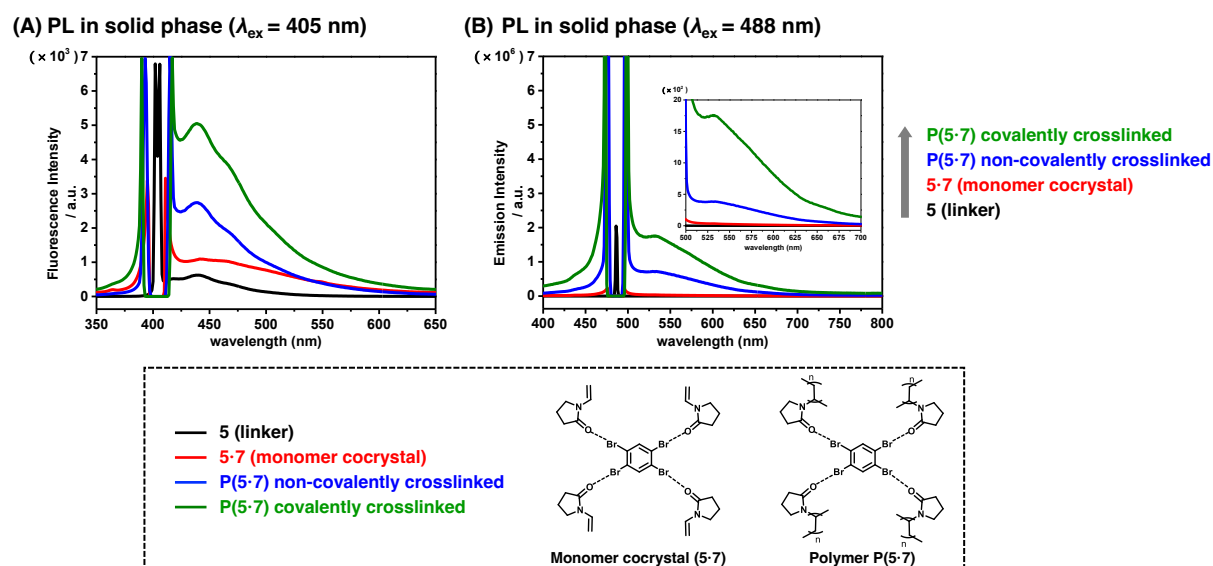 (A) PL in solid phase (λex = 405 nm)
(× 10³) 7
6
5
4
3
2
1
0
Fluorescence Intensity
/ a.u.
350 400 450 500 550 600 650
wavelength (nm)
(B) PL in solid phase (λex = 488 nm)
(× 10⁶) 7
6
5
4
3
2
1
0
Emission Intensity
/ a.u.
400 450 500 550 600 650 700 750 800
wavelength (nm)
20
15
10
5
0
500 525 550 575 600 625 650 675 700
wavelength (nm)
P(5·7) covalently crosslinked
P(5·7) non-covalently crosslinked
5·7 (monomer cocrystal)
5 (linker)
5 (linker)
5·7 (monomer cocrystal)
P(5·7) non-covalently crosslinked
P(5·7) covalently crosslinked
N N
O O
Br Br
Br Br
O O
N N
Monomer cocrystal (5·7)
n n
N N
O O
Br Br
Br Br
O O
N N
n n
Polymer P(5·7)